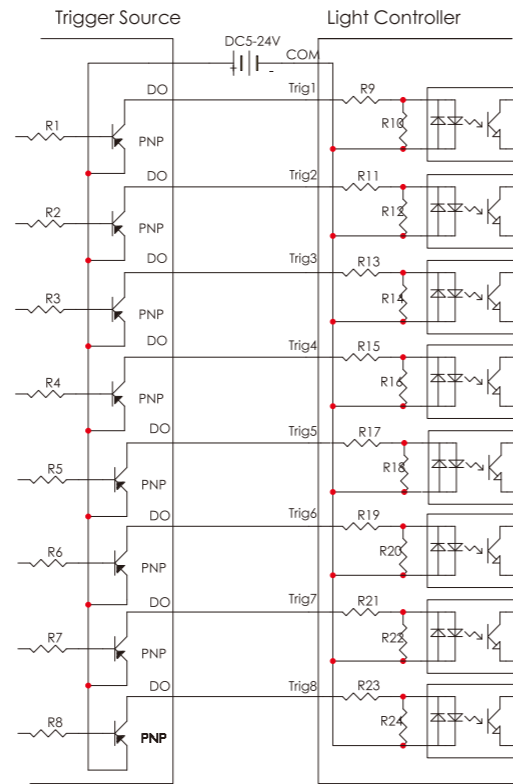 Trigger Source Light Controller
DC5-24V
+ -
COM
DO Trig1 R9
R1 R10
PNP
DO Trig2 R11
R2 R12
PNP
DO Trig3 R13
R3 R14
PNP
DO Trig4 R15
R4 R16
PNP
DO Trig5 R17
R5 R18
PNP
DO Trig6 R19
R6 R20
PNP
DO Trig7 R21
R7 R22
PNP
DO Trig8 R23
R8 R24
PNP